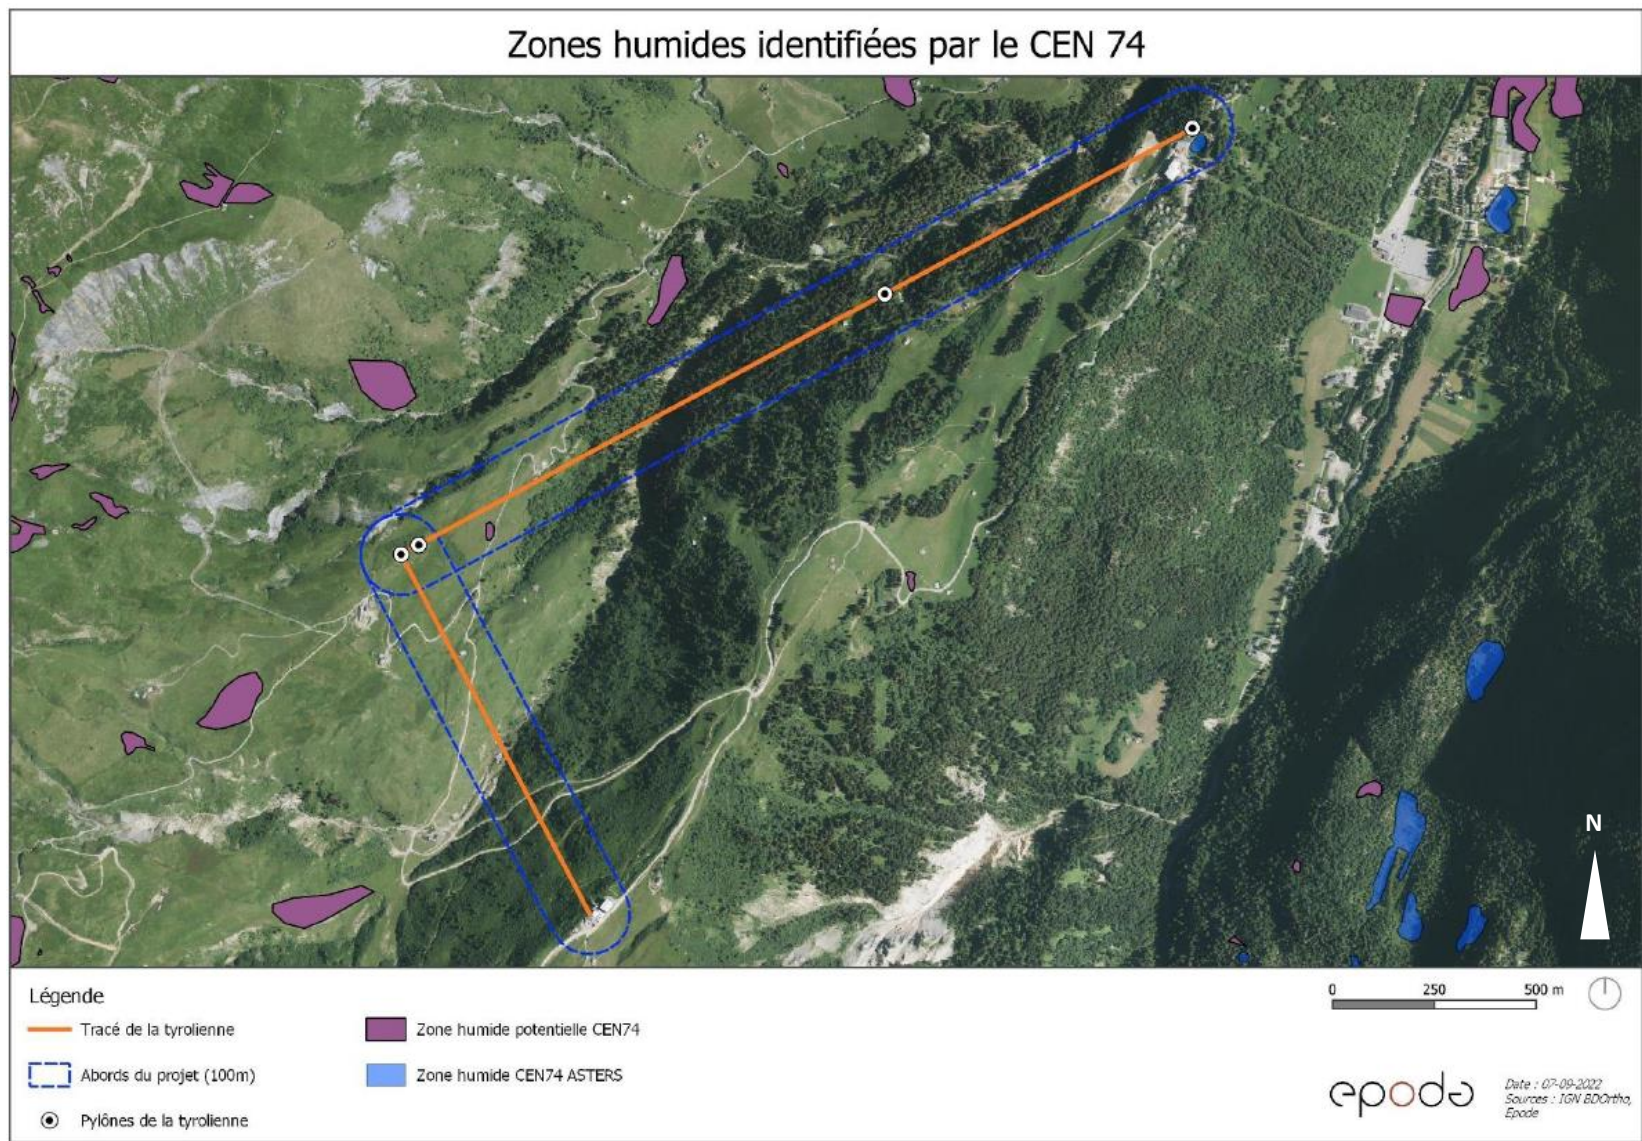 Zones humides identifiées par le CEN 74
N
Légende
Tracé de la tyrolienne
Zone humide potentielle CEN74
Abords du projet (100m)
Zone humide CEN74 ASTERS
Pylônes de la tyrolienne
0 250 500 m
epode
Date : 07-09-2022
Sources : IGN BDOrtho,
Epode